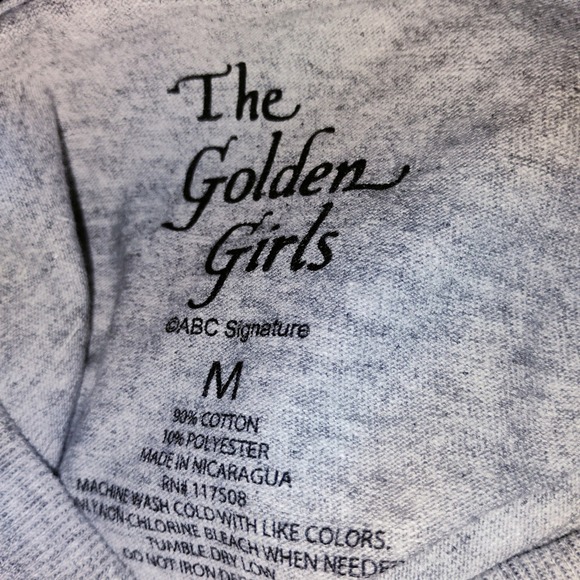 The
Golden
Girls
©ABC Signature
M
90% COTTON
10% POLYESTER
MADE IN NICARAGUA
RN# 117508
MACHINE WASH COLD WITH LIKE COLORS.
NON-CHLORINE BLEACH WHEN NEEDE
TUMBLE DRY LOW
DO NOT IRON